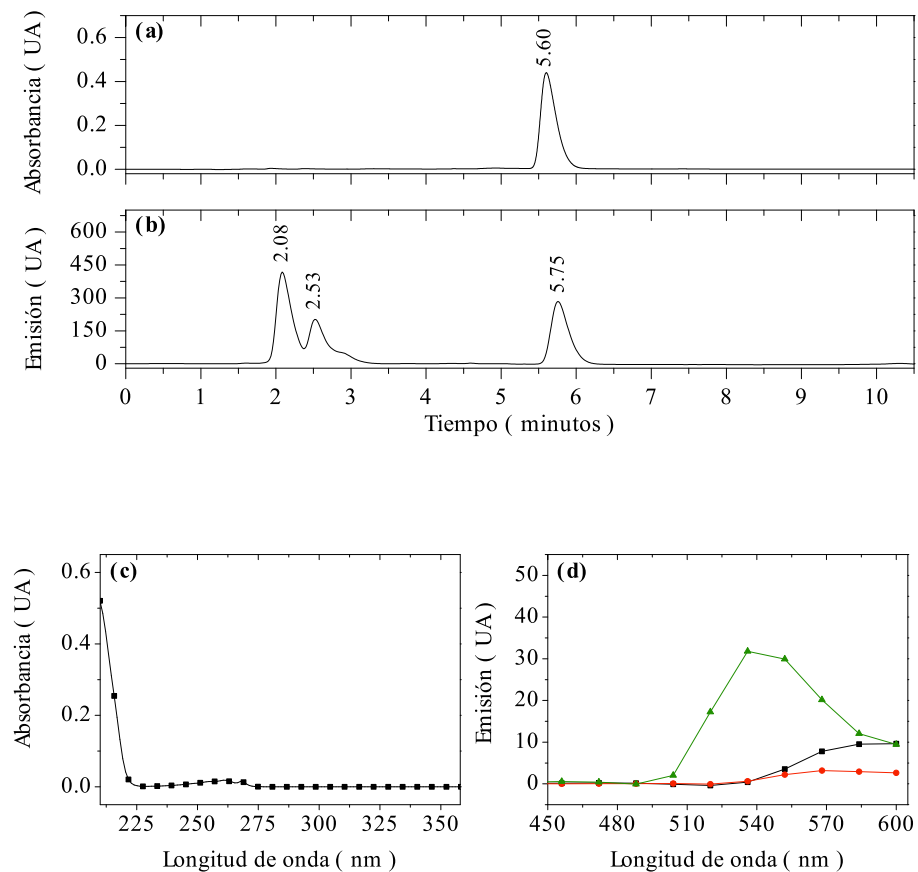 (a)
5.60
Absorbancia ( UA)
0.6
0.4
0.2
0.0
(b)
2.08
2.53
5.75
Emisión ( UA)
600
450
300
150
0
0 1 2 3 4 5 6 7 8 9 10
Tiempo ( minutos )
(c)
Absorbancia ( UA)
0.6
0.4
0.2
0.0
225 250 275 300 325 350
Longitud de onda ( nm )
(d)
Emisión ( UA)
50
40
30
20
10
0
450 480 510 540 570 600
Longitud de onda ( nm )